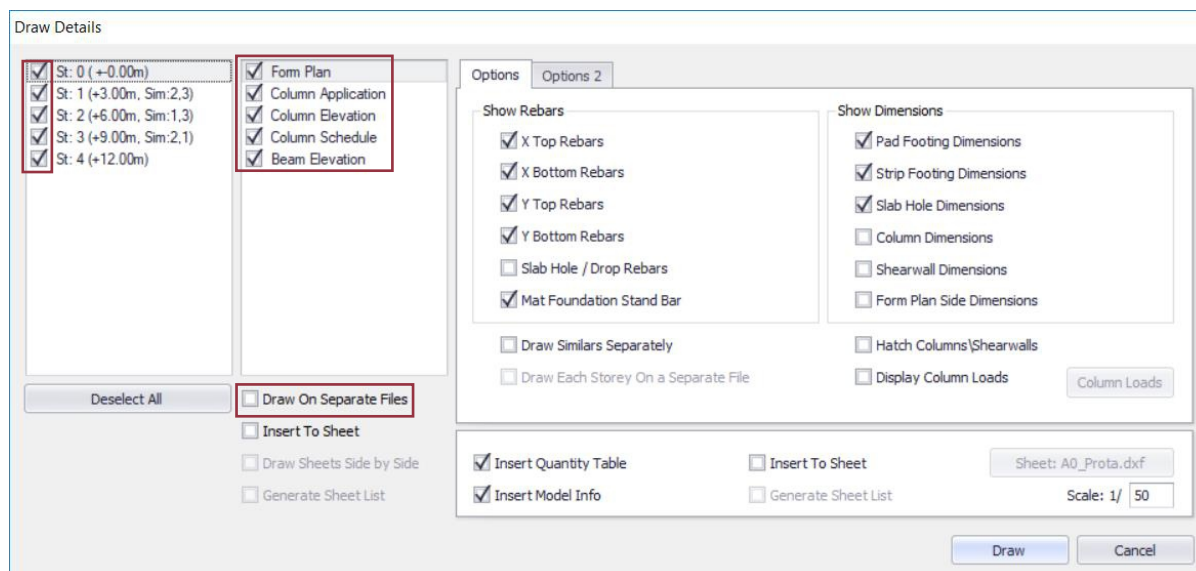 Draw Details
St: 0 ( +-0.00m)
St: 1 (+3.00m, Sim:2,3)
St: 2 (+6.00m, Sim:1,3)
St: 3 (+9.00m, Sim:2,1)
St: 4 (+12.00m)
Deselect All
Form Plan
Column Application
Column Elevation
Column Schedule
Beam Elevation
Draw On Separate Files
Insert To Sheet
Draw Sheets Side by Side
Generate Sheet List
Options
Options 2
Show Rebars
X Top Rebars
X Bottom Rebars
Y Top Rebars
Y Bottom Rebars
Slab Hole / Drop Rebars
Mat Foundation Stand Bar
Draw Similars Separately
Draw Each Storey On a Separate File
Show Dimensions
Pad Footing Dimensions
Strip Footing Dimensions
Slab Hole Dimensions
Column Dimensions
Shearwall Dimensions
Form Plan Side Dimensions
Hatch Columns\Shearwalls
Display Column Loads
Column Loads
Insert Quantity Table
Insert To Sheet
Sheet: A0_Prota.dxf
Insert Model Info
Generate Sheet List
Scale: 1/ 50
Draw
Cancel